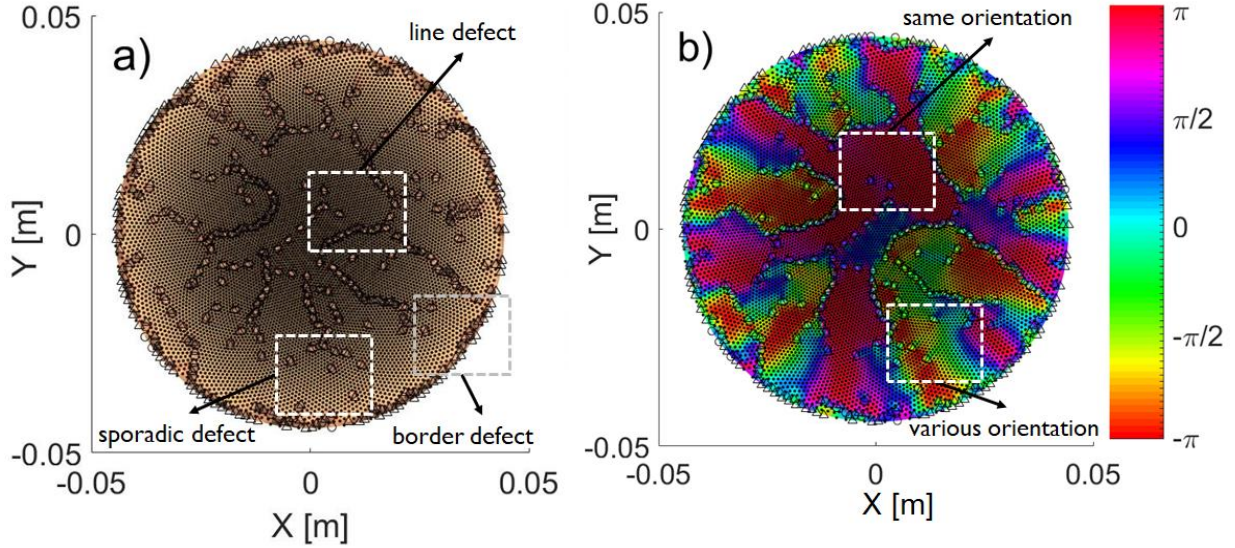 0.05
a)
line defect
Y [m]
0
sporadic defect
border defect
-0.05
-0.05
0
0.05
X [m]
0.05
b)
same orientation
Y [m]
0
various orientation
-0.05
-0.05
0
0.05
X [m]
π
π/2
0
-π/2
-π